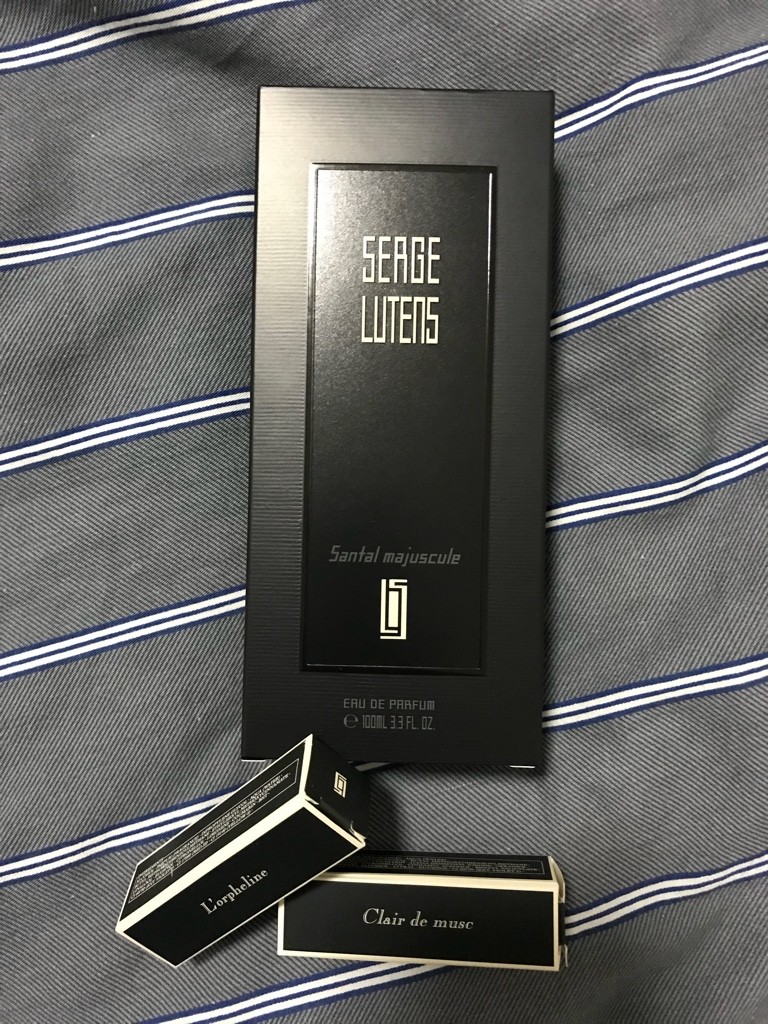 SERGE
LUTENS
Santal majuscule
EAU DE PARFUM
℮ 100ML 3.3 FL. OZ.
L'orpheline
Clair de musc